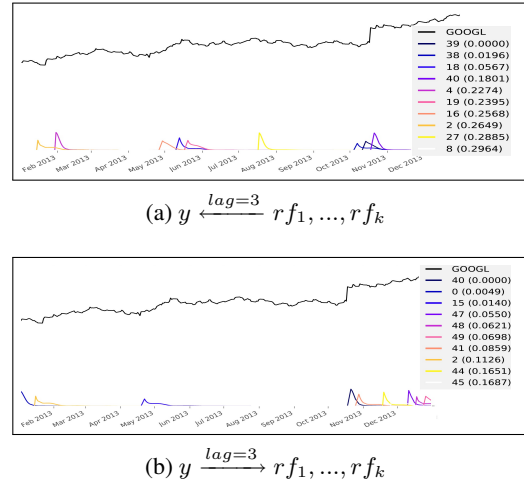 GOOGL
39 (0.0000)
38 (0.0196)
18 (0.0567)
40 (0.1801)
4 (0.2274)
19 (0.2395)
16 (0.2568)
2 (0.2649)
27 (0.2885)
8 (0.2964)
Feb 2013
Mar 2013
Apr 2013
May 2013
Jun 2013
Jul 2013
Aug 2013
Sep 2013
Oct 2013
Nov 2013
Dec 2013
(a) y ⟵ lag=3 rf₁, ..., rfₖ
GOOGL
40 (0.0000)
0 (0.0049)
15 (0.0140)
47 (0.0550)
48 (0.0621)
49 (0.0698)
41 (0.0859)
2 (0.1126)
44 (0.1651)
45 (0.1687)
Feb 2013
Mar 2013
Apr 2013
May 2013
Jun 2013
Jul 2013
Aug 2013
Sep 2013
Oct 2013
Nov 2013
Dec 2013
(b) y ⟶ lag=3 rf₁, ..., rfₖ